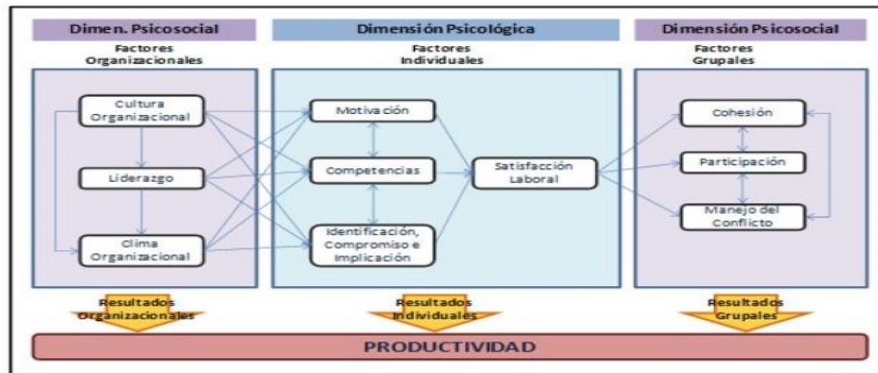 Dimen. Psicosocial
Factores
Organizacionales
Cultura
Organizacional
Liderazgo
Clima
Organizacional
Resultados
Organizacionales
Dimensión Psicológica
Factores
Individuales
Motivación
Competencias
Identificación,
Compromiso e
Implicación
Satisfacción
Laboral
Resultados
Individuales
Dimensión Psicosocial
Factores
Grupales
Cohesión
Participación
Manejo del
Conflicto
Resultados
Grupales
PRODUCTIVIDAD